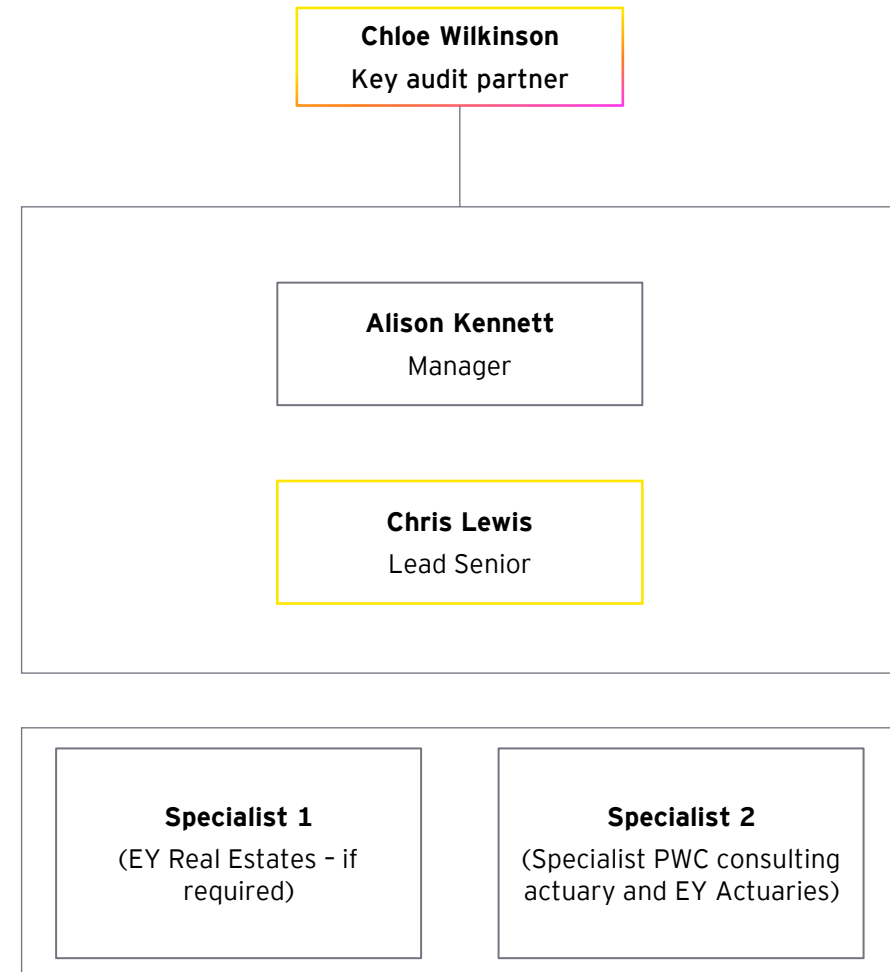 Chloe Wilkinson
Key audit partner
Alison Kennett
Manager
Chris Lewis
Lead Senior
Specialist 1
(EY Real Estates – if
required)
Specialist 2
(Specialist PWC consulting
actuary and EY Actuaries)